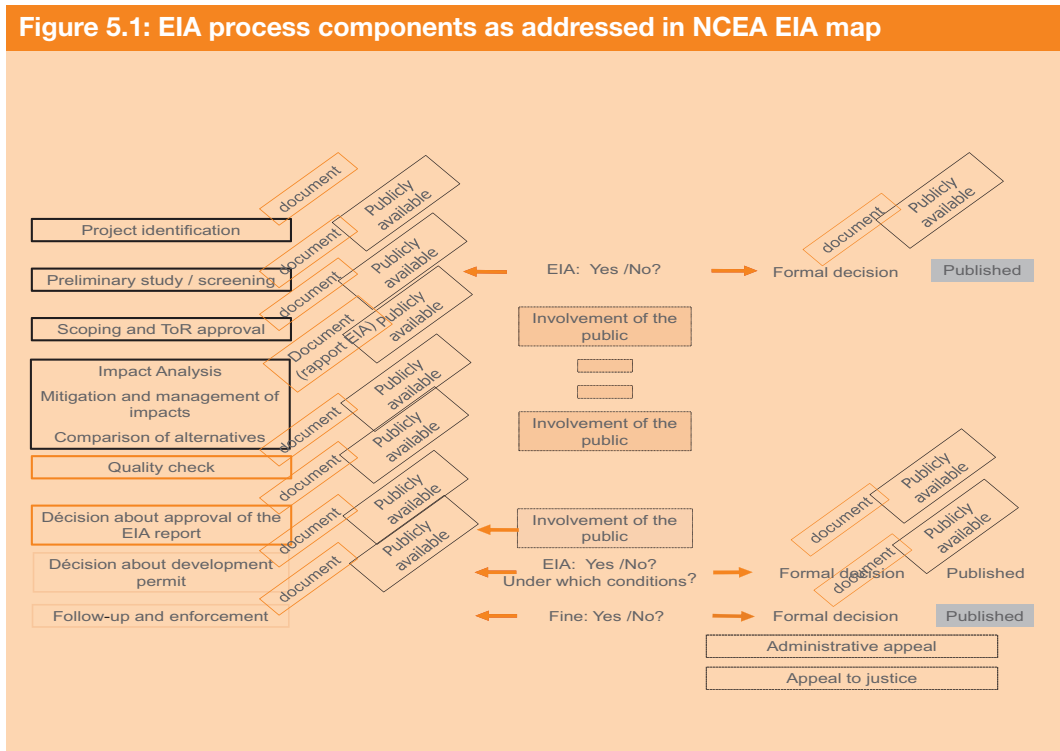 Figure 5.1: EIA process components as addressed in NCEA EIA map
document
Publicly
available
document
Publicly
available
Project identification
document
Publicly
available
document
Publicly
available
Preliminary study / screening
EIA: Yes /No?
Formal decision
Published
document
Scoping and ToR approval
Involvement of the
public
Document
(rapport EIA)
Publicly
available
Impact Analysis
Mitigation and management of
impacts
Comparison of alternatives
Involvement of the
public
document
Publicly
available
Quality check
document
Publicly
available
document
Publicly
available
Décision about approval of the
EIA report
Involvement of the
public
document
Publicly
available
document
Publicly
available
Décision about development
permit
EIA: Yes /No?
Under which conditions?
Formal decision
Published
document
Publicly
available
Follow-up and enforcement
Fine: Yes /No?
Formal decision
Published
Administrative appeal
Appeal to justice